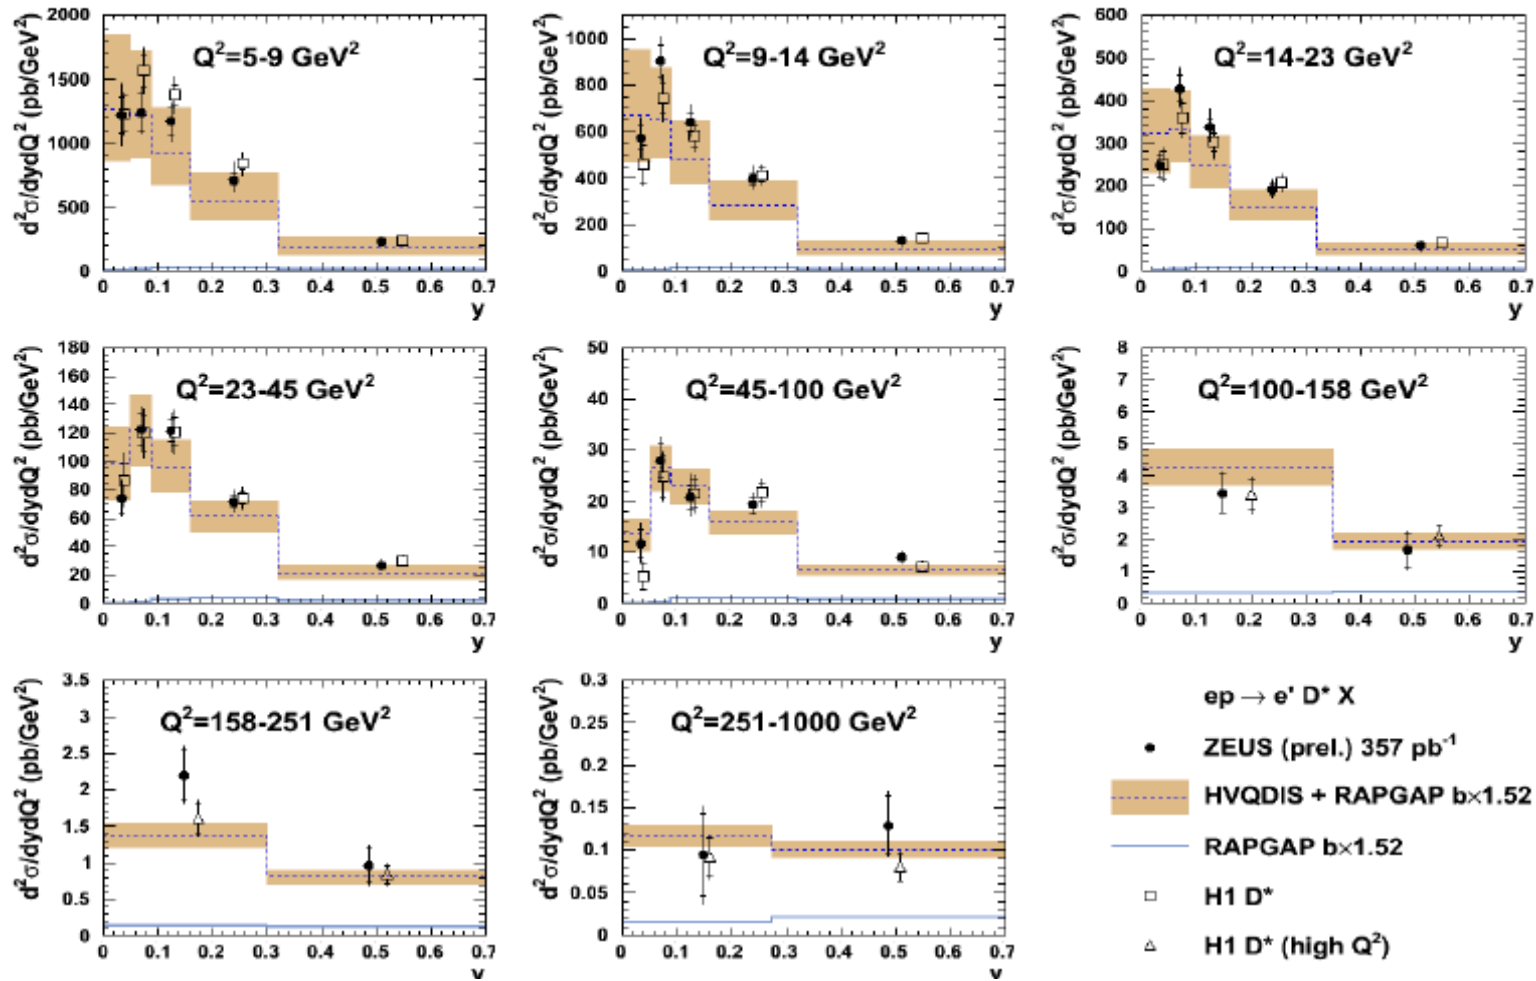 d²σ/dydQ² (pb/GeV²)
2000
1500
1000
500
0
Q²=5-9 GeV²
0 0.1 0.2 0.3 0.4 0.5 0.6 0.7
y
d²σ/dydQ² (pb/GeV²)
1000
800
600
400
200
0
Q²=9-14 GeV²
0 0.1 0.2 0.3 0.4 0.5 0.6 0.7
y
d²σ/dydQ² (pb/GeV²)
600
500
400
300
200
100
0
Q²=14-23 GeV²
0 0.1 0.2 0.3 0.4 0.5 0.6 0.7
y
d²σ/dydQ² (pb/GeV²)
180
160
140
120
100
80
60
40
20
0
Q²=23-45 GeV²
0 0.1 0.2 0.3 0.4 0.5 0.6 0.7
y
d²σ/dydQ² (pb/GeV²)
50
40
30
20
10
0
Q²=45-100 GeV²
0 0.1 0.2 0.3 0.4 0.5 0.6 0.7
y
d²σ/dydQ² (pb/GeV²)
8
7
6
5
4
3
2
1
0
Q²=100-158 GeV²
0 0.1 0.2 0.3 0.4 0.5 0.6 0.7
y
d²σ/dydQ² (pb/GeV²)
3.5
3
2.5
2
1.5
1
0.5
0
Q²=158-251 GeV²
0 0.1 0.2 0.3 0.4 0.5 0.6 0.7
y
d²σ/dydQ² (pb/GeV²)
0.3
0.25
0.2
0.15
0.1
0.05
0
Q²=251-1000 GeV²
0 0.1 0.2 0.3 0.4 0.5 0.6 0.7
y
ep → e' D* X
ZEUS (prel.) 357 pb⁻¹
HVQDIS + RAPGAP b×1.52
RAPGAP b×1.52
H1 D*
H1 D* (high Q²)